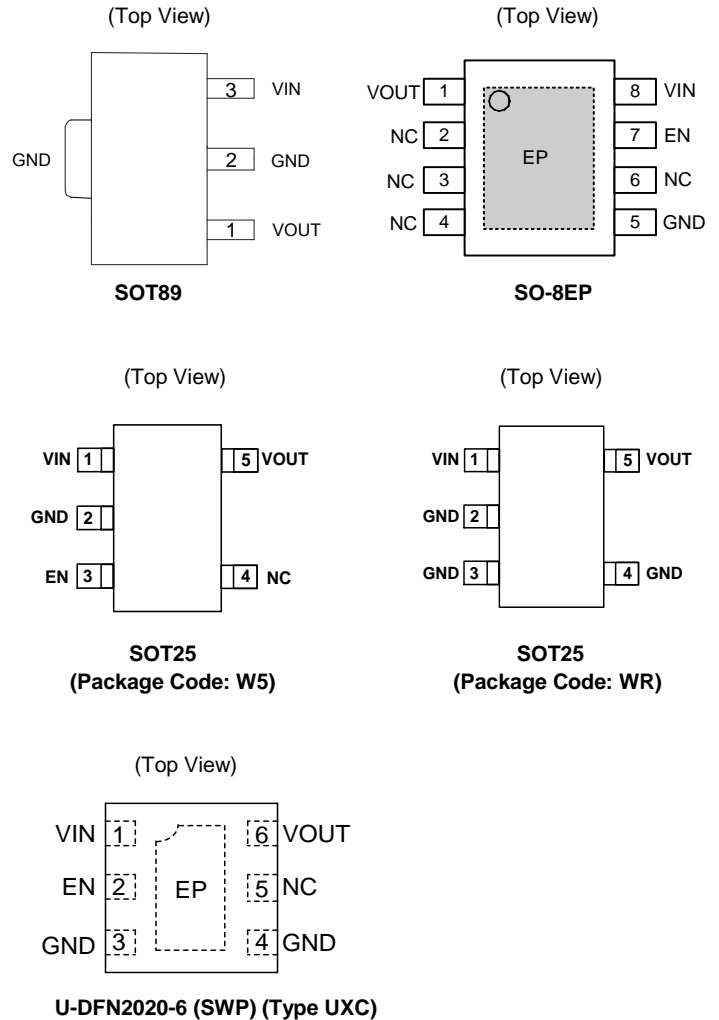 (Top View)
3 VIN
GND
2 GND
1 VOUT
SOT89
(Top View)
VOUT 1
8 VIN
NC 2
7 EN
EP
NC 3
6 NC
NC 4
5 GND
SO-8EP
(Top View)
VIN 1
5 VOUT
GND 2
EN 3
4 NC
SOT25
(Package Code: W5)
(Top View)
VIN 1
5 VOUT
GND 2
GND 3
4 GND
SOT25
(Package Code: WR)
(Top View)
VIN 1
6 VOUT
EN 2
EP
5 NC
GND 3
4 GND
U-DFN2020-6 (SWP) (Type UXC)